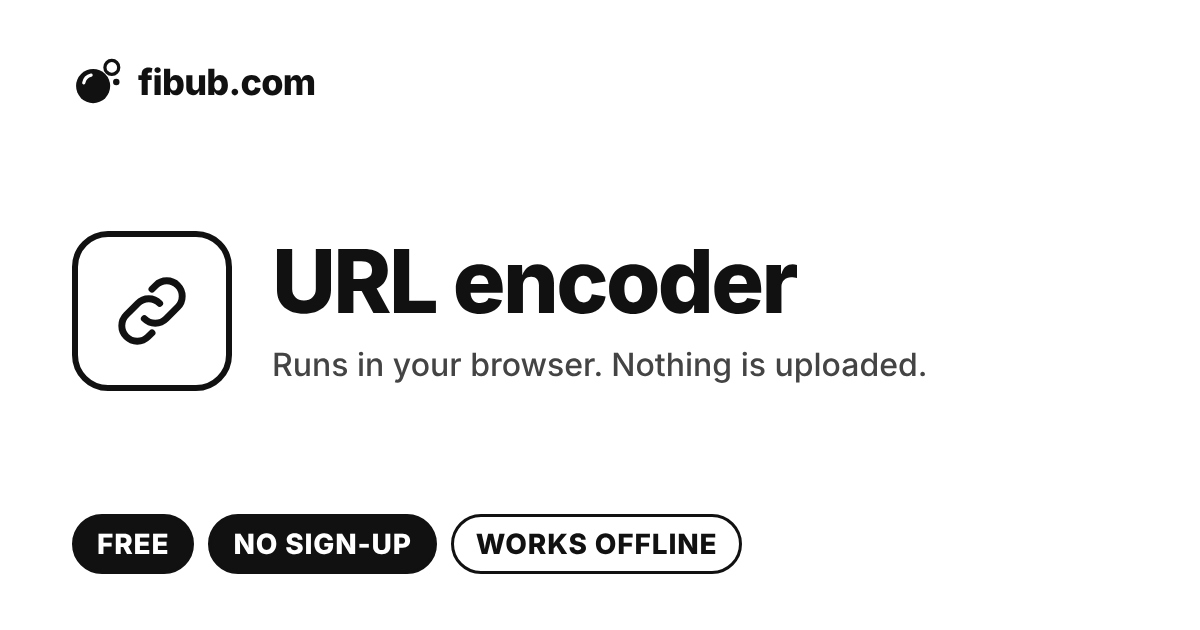 fibub.com
URL encoder
Runs in your browser. Nothing is uploaded.
FREE NO SIGN-UP WORKS OFFLINE